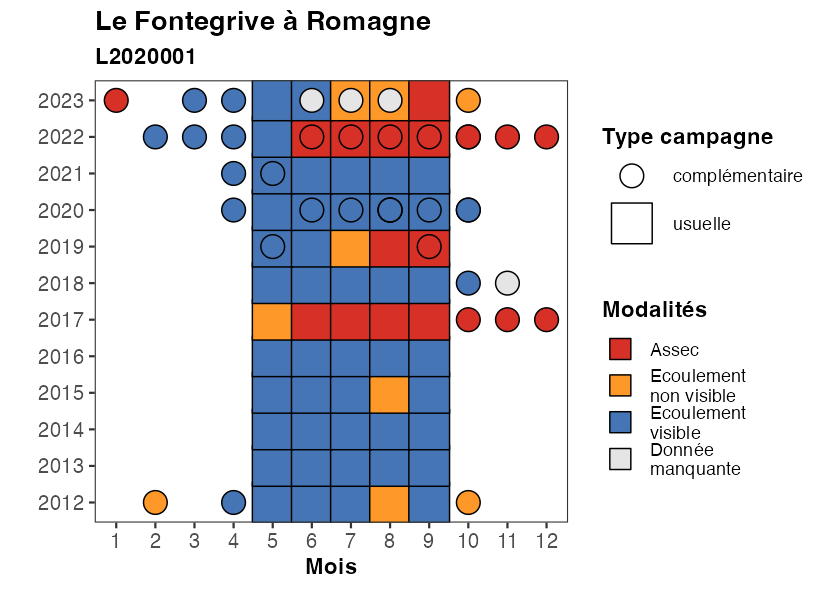 Le Fontegrive à Romagne
L2020001
2023
2022
2021
2020
2019
2018
2017
2016
2015
2014
2013
2012
1 2 3 4 5 6 7 8 9 10 11 12
Mois
Type campagne
complémentaire
usuelle
Modalités
Assec
Ecoulement
non visible
Ecoulement
visible
Donnée
manquante